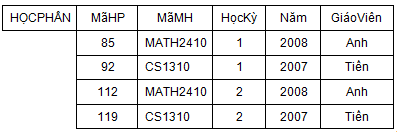 HỌCPHẦN MãHP MãMH HọcKỳ Năm GiáoViên
85 MATH2410 1 2008 Anh
92 CS1310 1 2007 Tiến
112 MATH2410 2 2008 Anh
119 CS1310 2 2007 Tiến